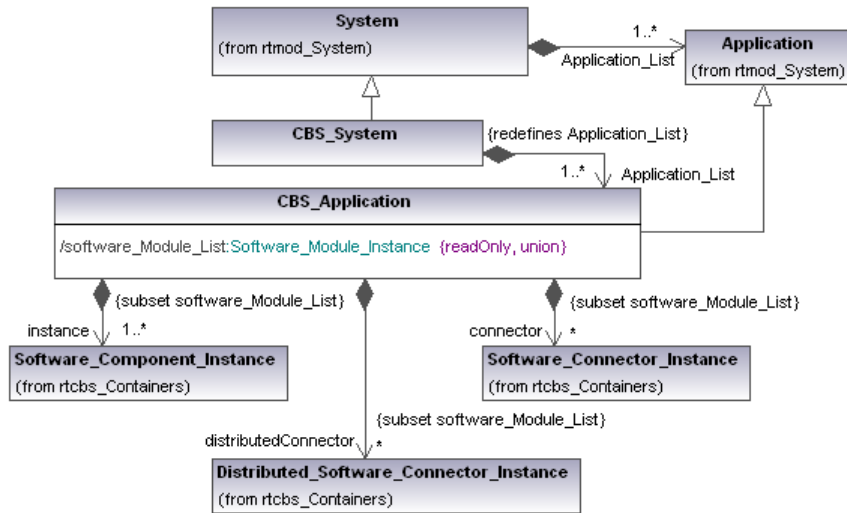 System
(from rtmod_System)
1..*
Application_List
Application
(from rtmod_System)
CBS_System
{redefines Application_List}
1..*
Application_List
CBS_Application
/software_Module_List:Software_Module_Instance {readOnly, union}
{subset software_Module_List}
{subset software_Module_List}
instance
1..*
connector
*
Software_Component_Instance
(from rtcbs_Containers)
Software_Connector_Instance
(from rtcbs_Containers)
{subset software_Module_List}
distributedConnector
*
Distributed_Software_Connector_Instance
(from rtcbs_Containers)